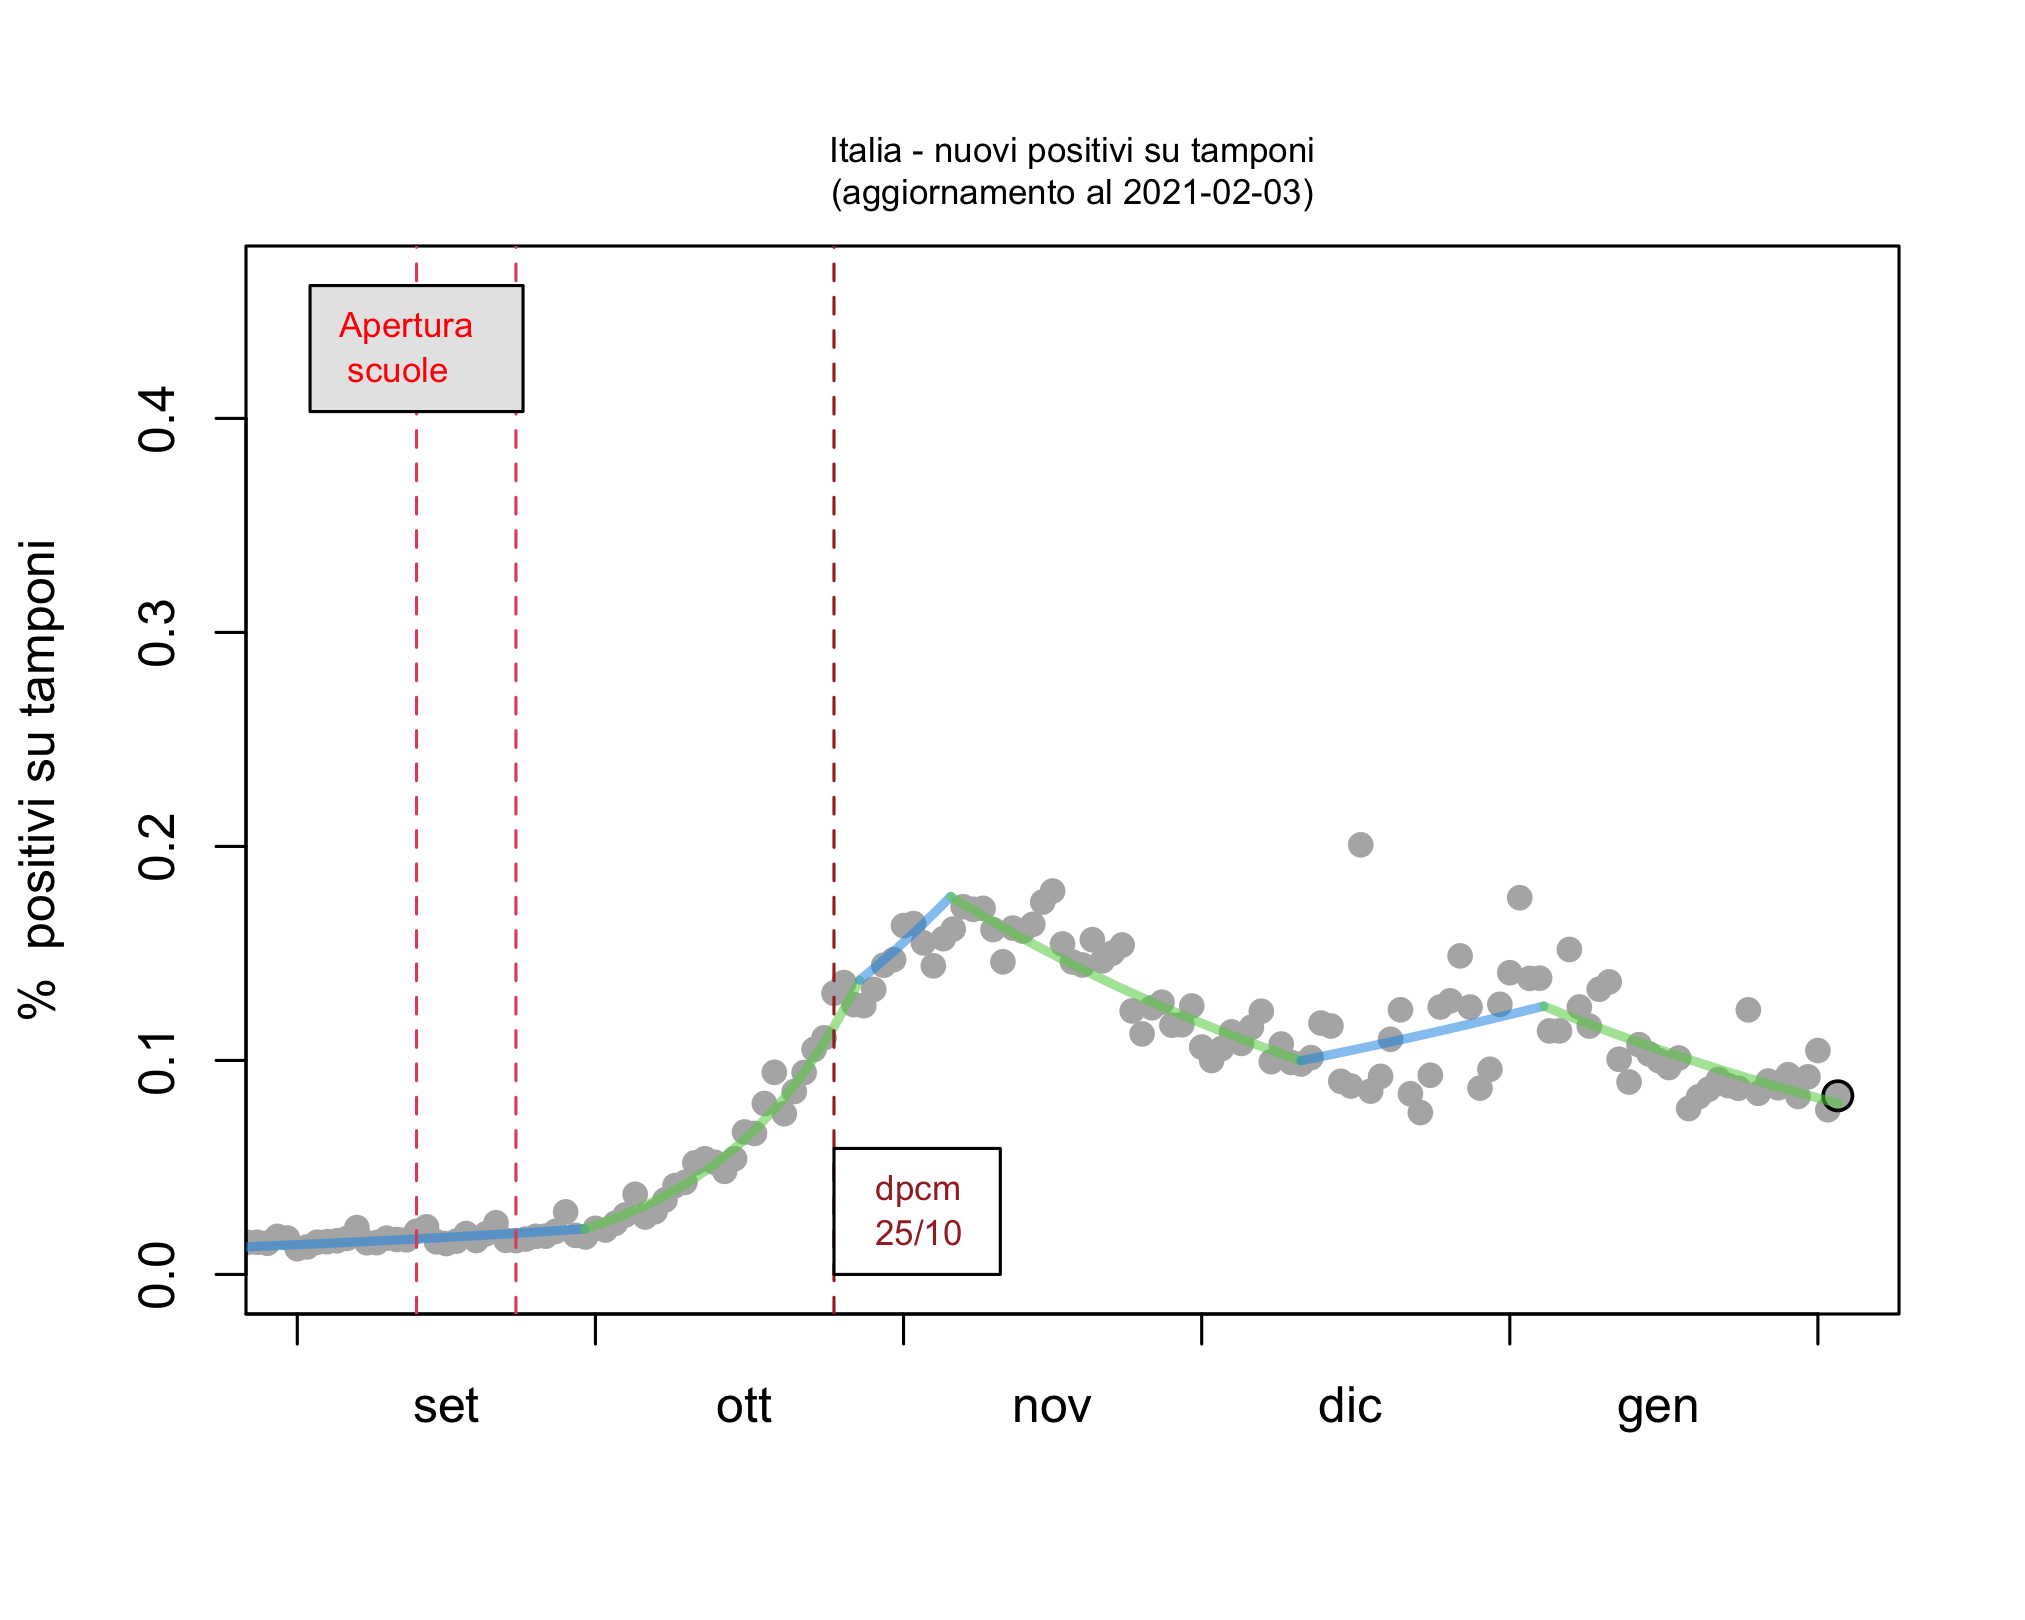 Italia - nuovi positivi su tamponi
(aggiornamento al 2021-02-03)
Apertura
scuole
% positivi su tamponi
0.4
0.3
0.2
0.1
0.0
dpcm
25/10
set ott nov dic gen